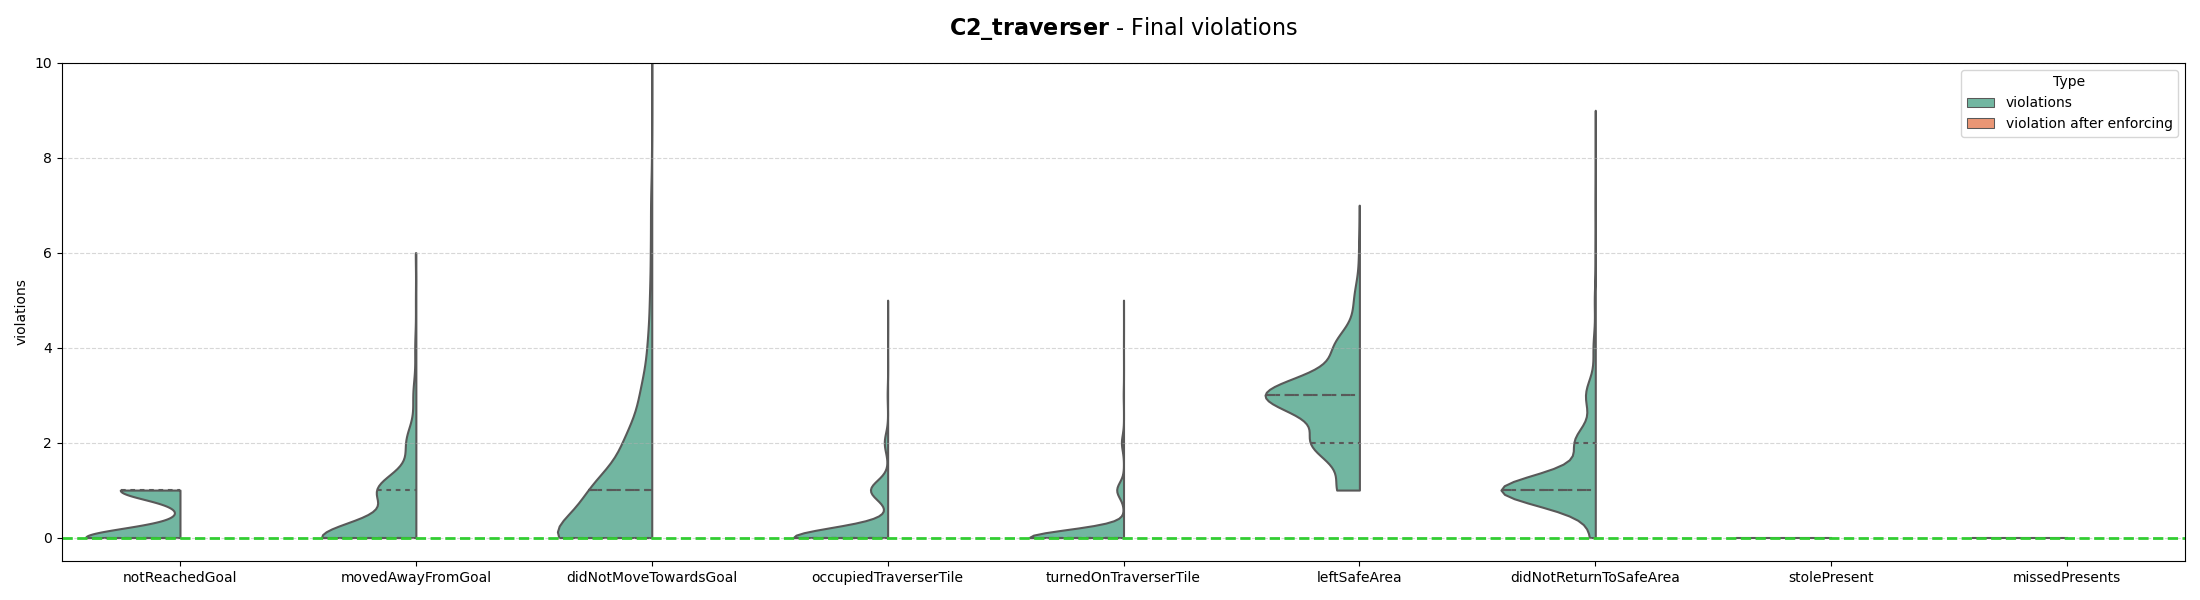 C2_traverser - Final violations
10
8
6
4
2
0
violations
Type
violations
violation after enforcing
notReachedGoal
movedAwayFromGoal
didNotMoveTowardsGoal
occupiedTraverserTile
turnedOnTraverserTile
leftSafeArea
didNotReturnToSafeArea
stolePresent
missedPresents